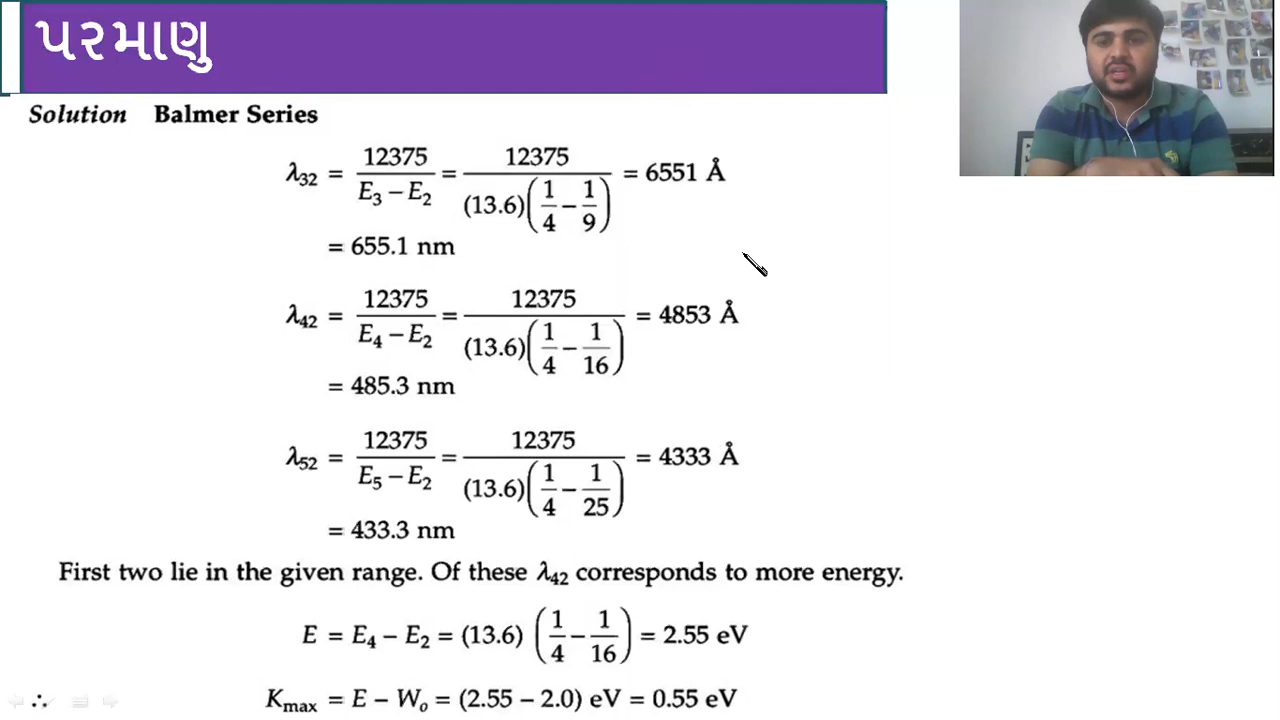 પરમાણુ
Solution Balmer Series
λ32 = 12375 / (E3 − E2) = 12375 / ((13.6)(1/4 − 1/9)) = 6551 Å
= 655.1 nm
λ42 = 12375 / (E4 − E2) = 12375 / ((13.6)(1/4 − 1/16)) = 4853 Å
= 485.3 nm
λ52 = 12375 / (E5 − E2) = 12375 / ((13.6)(1/4 − 1/25)) = 4333 Å
= 433.3 nm
First two lie in the given range. Of these λ42 corresponds to more energy.
E = E4 − E2 = (13.6) (1/4 − 1/16) = 2.55 eV
∴ Kmax = E − Wo = (2.55 − 2.0) eV = 0.55 eV